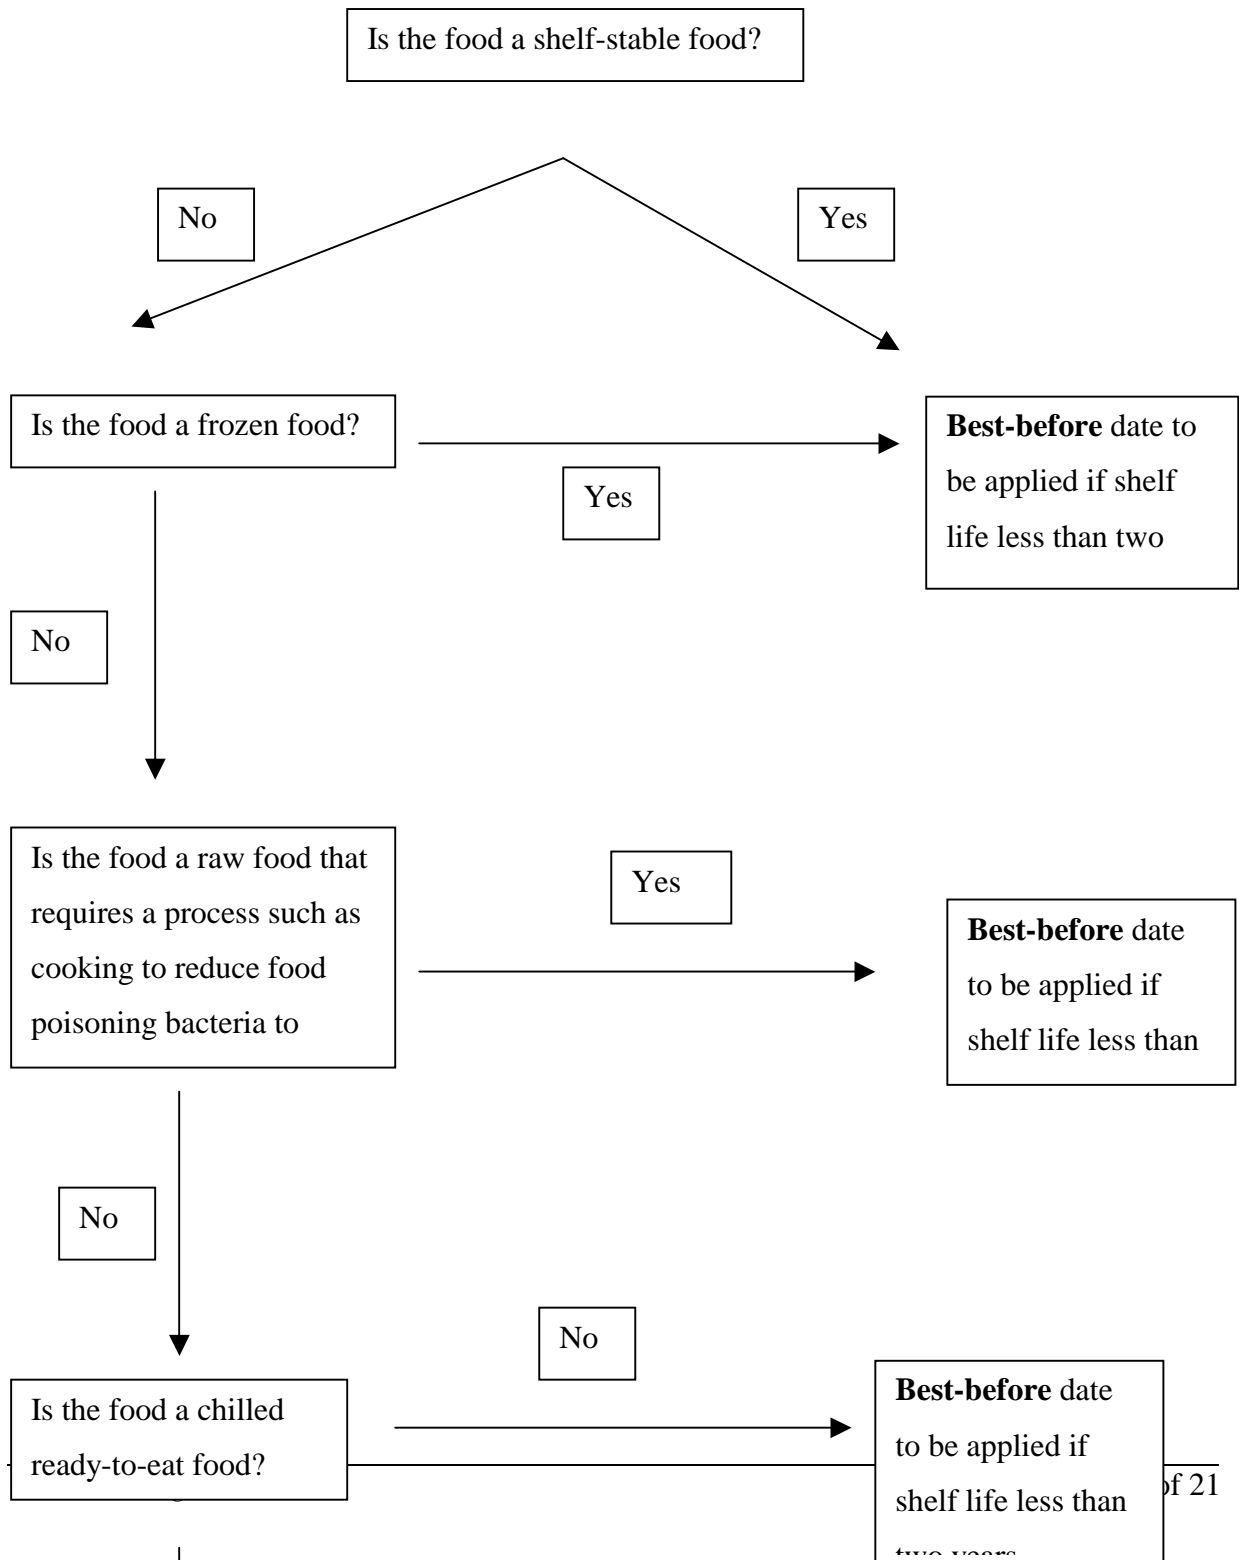 Is the food a shelf-stable food?
No
Yes
Is the food a frozen food?
Yes
Best-before date to
be applied if shelf
life less than two
No
Is the food a raw food that
requires a process such as
cooking to reduce food
poisoning bacteria to
Yes
Best-before date
to be applied if
shelf life less than
No
No
Is the food a chilled
ready-to-eat food?
Best-before date
to be applied if
shelf life less than
two years
of 21